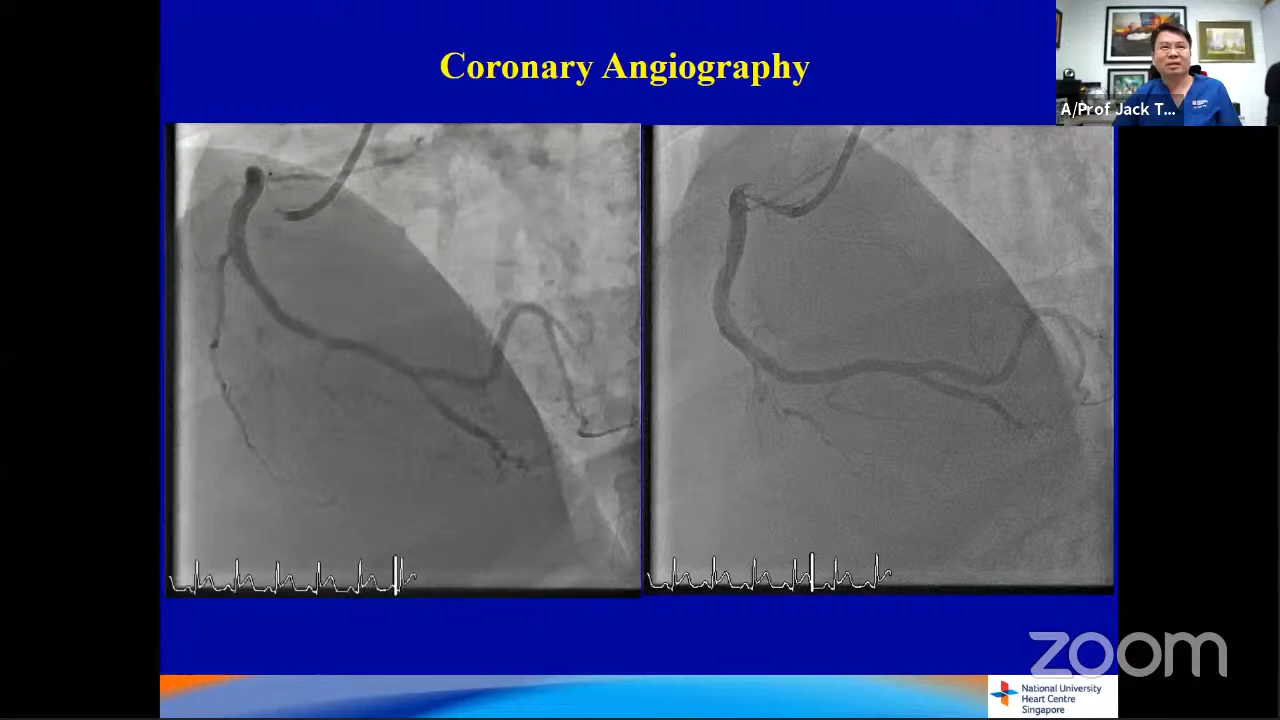 Coronary Angiography
A/Prof Jack T...
zoom
National University
Heart Centre
Singapore